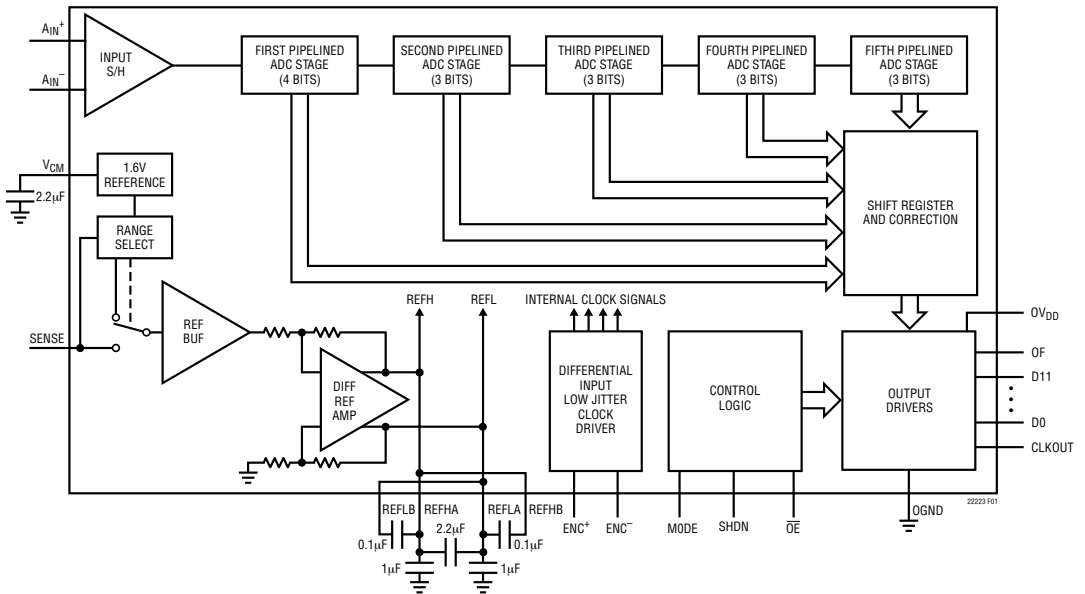 AIN+
AIN–
INPUT
S/H
FIRST PIPELINED
ADC STAGE
(4 BITS)
SECOND PIPELINED
ADC STAGE
(3 BITS)
THIRD PIPELINED
ADC STAGE
(3 BITS)
FOURTH PIPELINED
ADC STAGE
(3 BITS)
FIFTH PIPELINED
ADC STAGE
(3 BITS)
VCM
2.2µF
1.6V
REFERENCE
RANGE
SELECT
SHIFT REGISTER
AND CORRECTION
REFH
REFL
INTERNAL CLOCK SIGNALS
SENSE
REF
BUF
DIFF
REF
AMP
DIFFERENTIAL
INPUT
LOW JITTER
CLOCK
DRIVER
CONTROL
LOGIC
OUTPUT
DRIVERS
OVDD
OF
D11
D0
CLKOUT
22223 F01
REFLB
REFHA
REFLA
REFHB
2.2µF
0.1µF
0.1µF
1µF
1µF
ENC+
ENC–
MODE
SHDN
OE
OGND